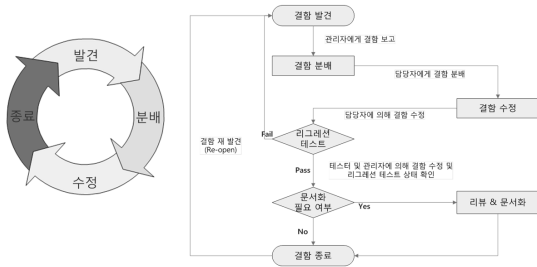 발견
분배
수정
종료
결함 발견
관리자에게 결함 보고
결함 분배
담당자에게 결함 분배
결함 수정
담당자에 의해 결함 수정
리그레션
테스트
Fail
결함 재 발견
(Re-open)
Pass
테스터 및 관리자에 의해 결함 수정 및
리그레션 테스트 상태 확인
문서화
필요 여부
Yes
리뷰 & 문서화
No
결함 종료